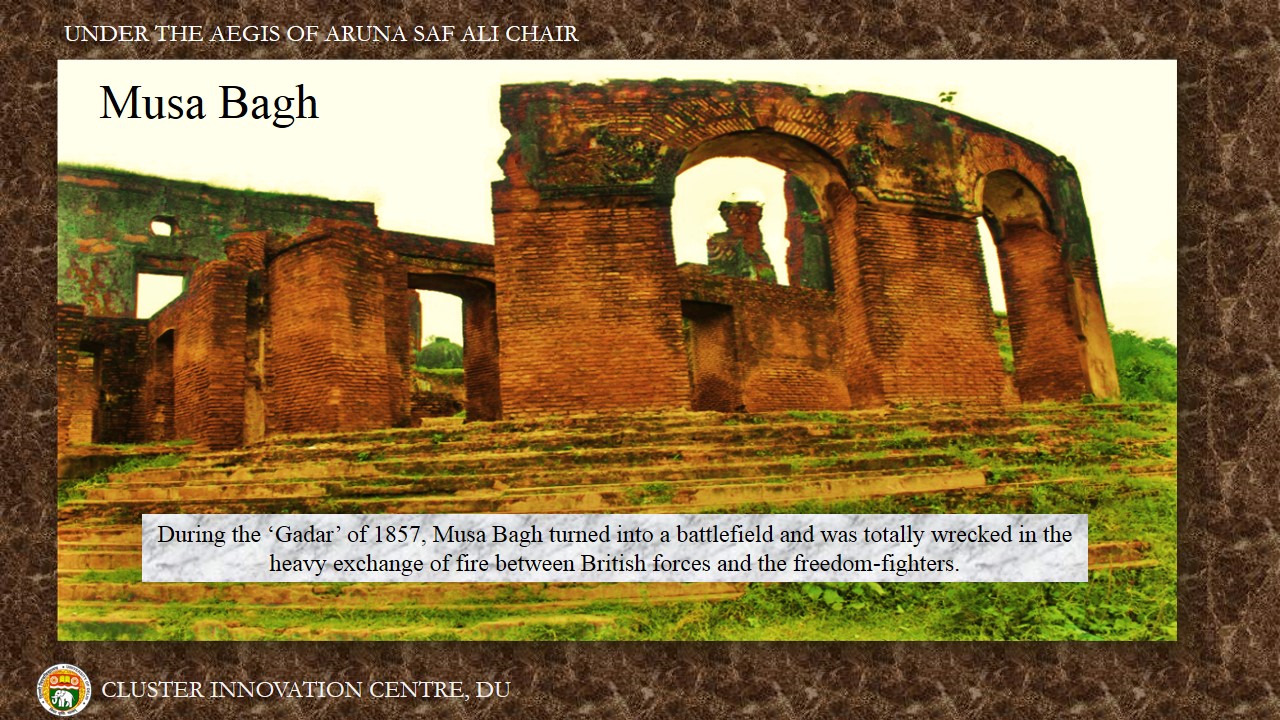 UNDER THE AEGIS OF ARUNA SAF ALI CHAIR
Musa Bagh
During the ‘Gadar’ of 1857, Musa Bagh turned into a battlefield and was totally wrecked in the
heavy exchange of fire between British forces and the freedom-fighters.
CLUSTER INNOVATION CENTRE, DU